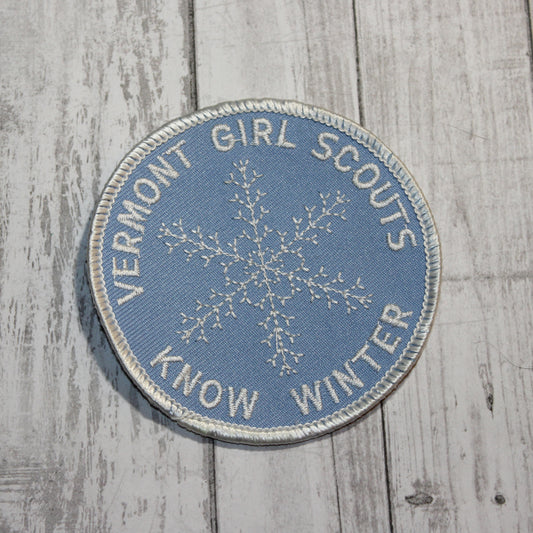 VERMONT GIRL SCOUTS
KNOW WINTER